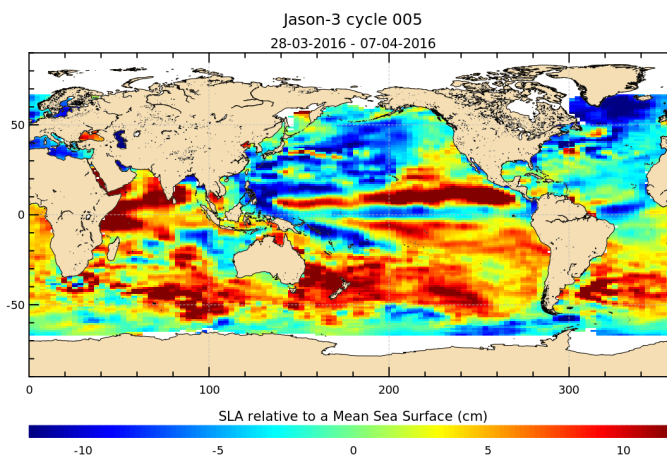 Jason-3 cycle 005
28-03-2016 - 07-04-2016
50
0
-50
0 100 200 300
SLA relative to a Mean Sea Surface (cm)
-10 -5 0 5 10